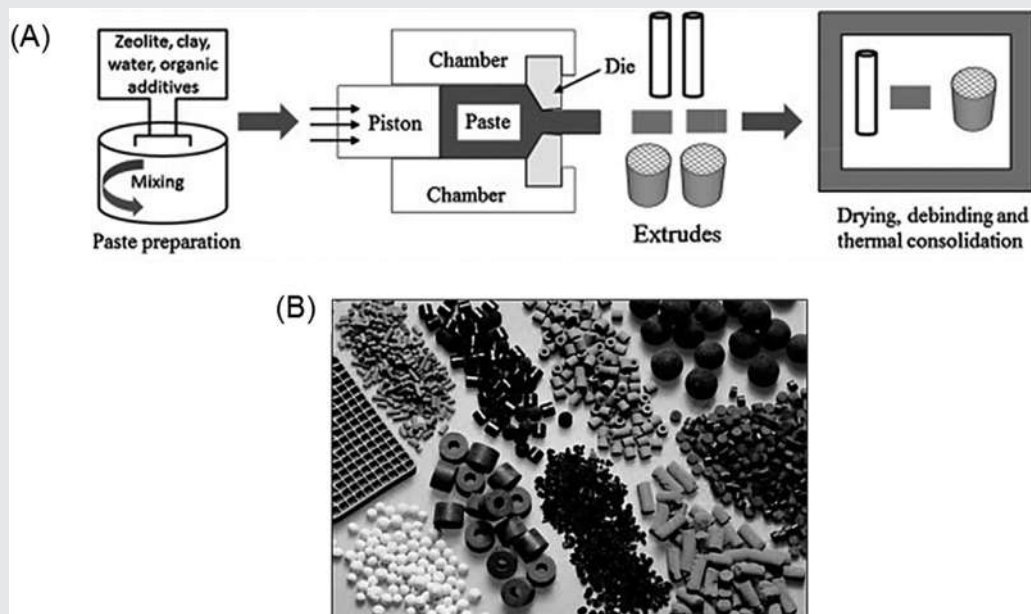 (A)
Zeolite, clay,
water, organic
additives
Mixing
Paste preparation
Chamber
Piston
Paste
Die
Chamber
Extrudes
Drying, debinding and
thermal consolidation
(B)